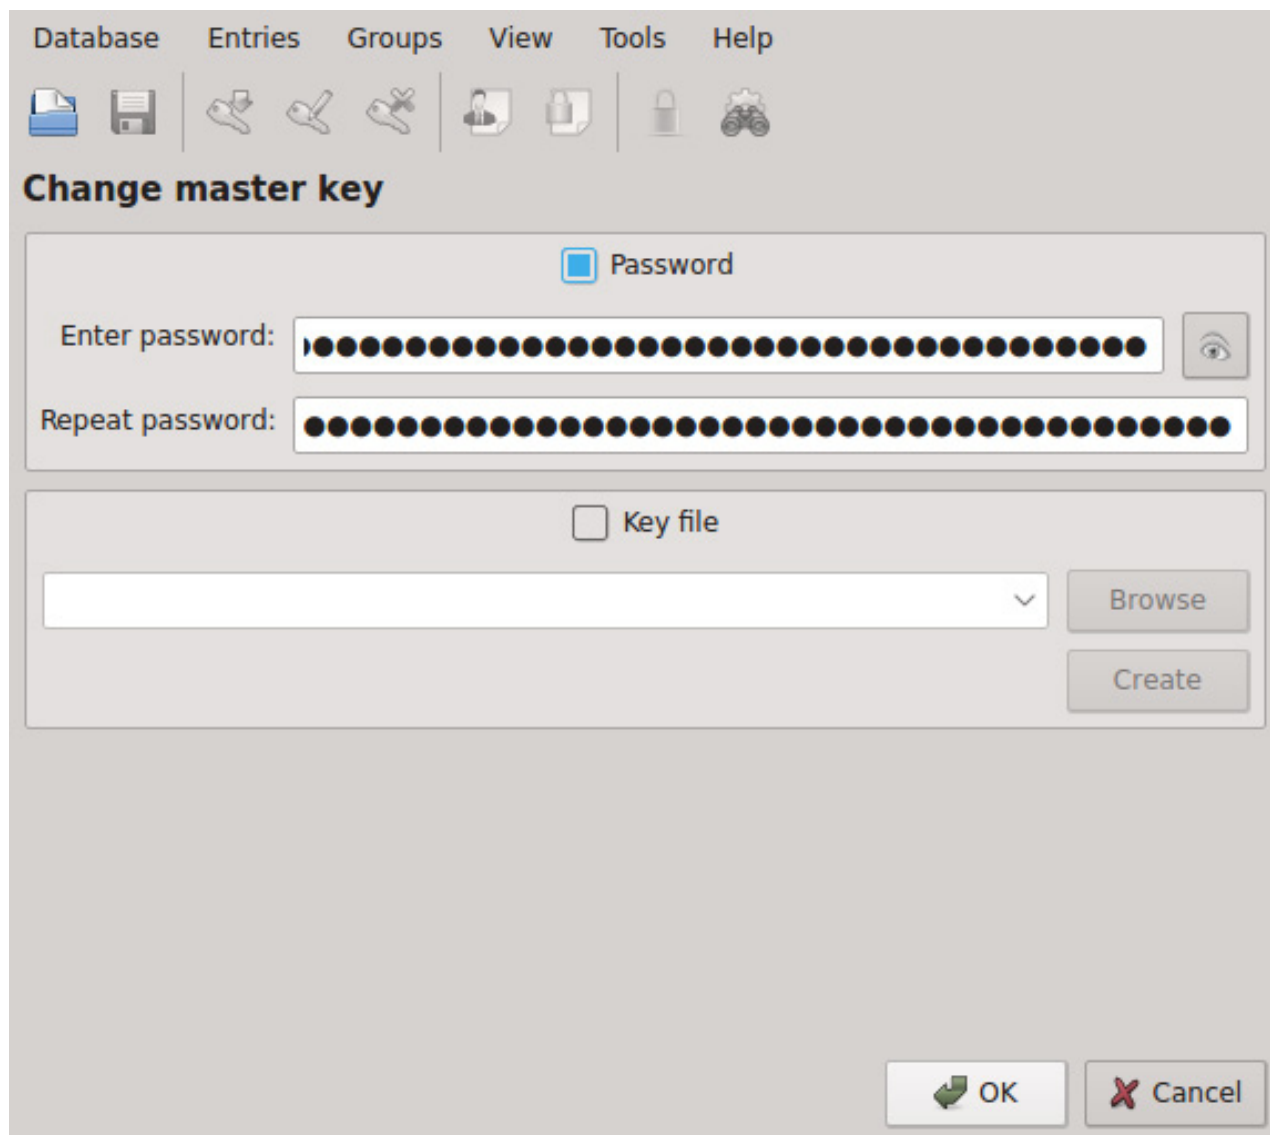 Database Entries Groups View Tools Help
Change master key
Password
Enter password:
Repeat password:
Key file
Browse
Create
OK Cancel